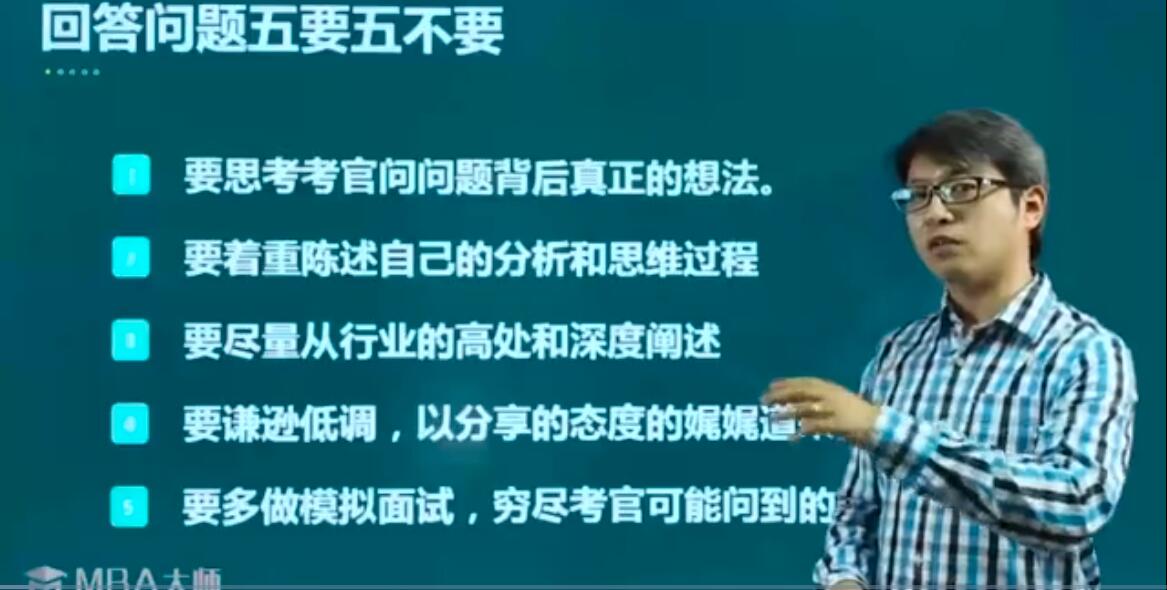 回答问题五要五不要
要思考考官问问题背后真正的想法。
要着重陈述自己的分析和思维过程
3 要尽量从行业的高处和深度阐述
4 要谦逊低调，以分享的态度的娓娓道
5 要多做模拟面试，穷尽考官可能问到的
MBA大师